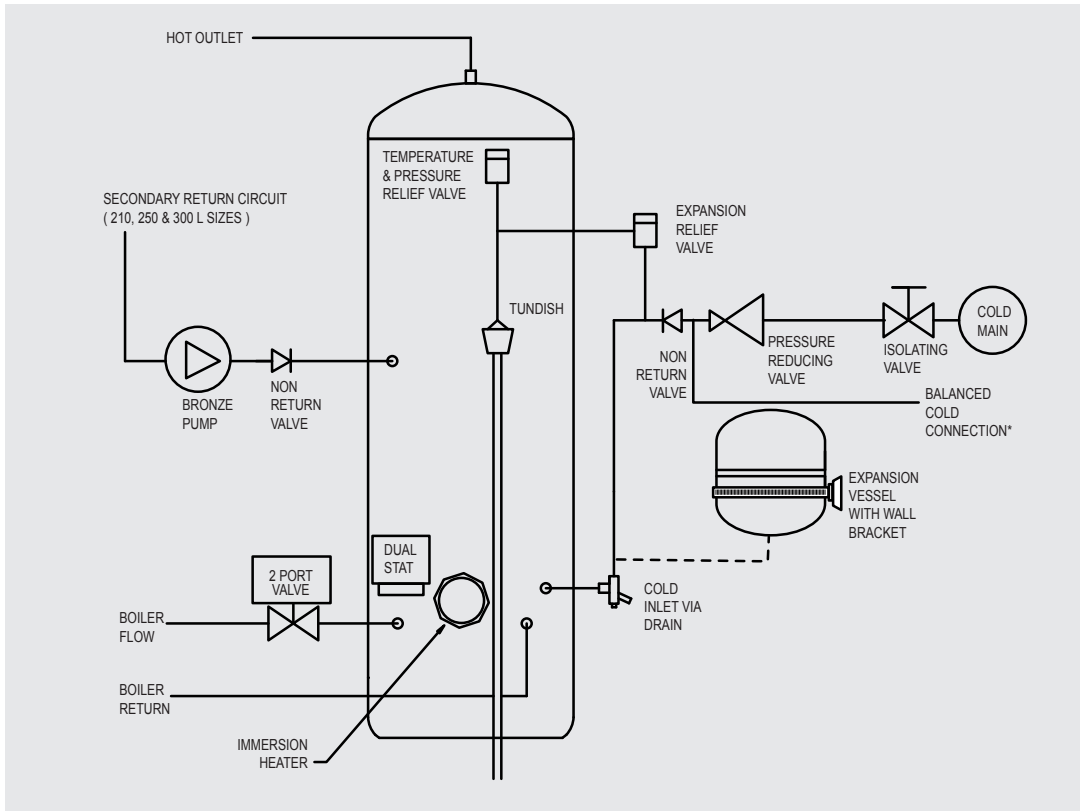 HOT OUTLET
TEMPERATURE
& PRESSURE
RELIEF VALVE
SECONDARY RETURN CIRCUIT
( 210, 250 & 300 L SIZES )
EXPANSION
RELIEF
VALVE
TUNDISH
COLD
MAIN
PRESSURE
REDUCING
VALVE
ISOLATING
VALVE
NON
RETURN
VALVE
BRONZE
PUMP
NON
RETURN
VALVE
BALANCED
COLD
CONNECTION*
EXPANSION
VESSEL
WITH WALL
BRACKET
DUAL
STAT
2 PORT
VALVE
COLD
INLET VIA
DRAIN
BOILER
FLOW
BOILER
RETURN
IMMERSION
HEATER